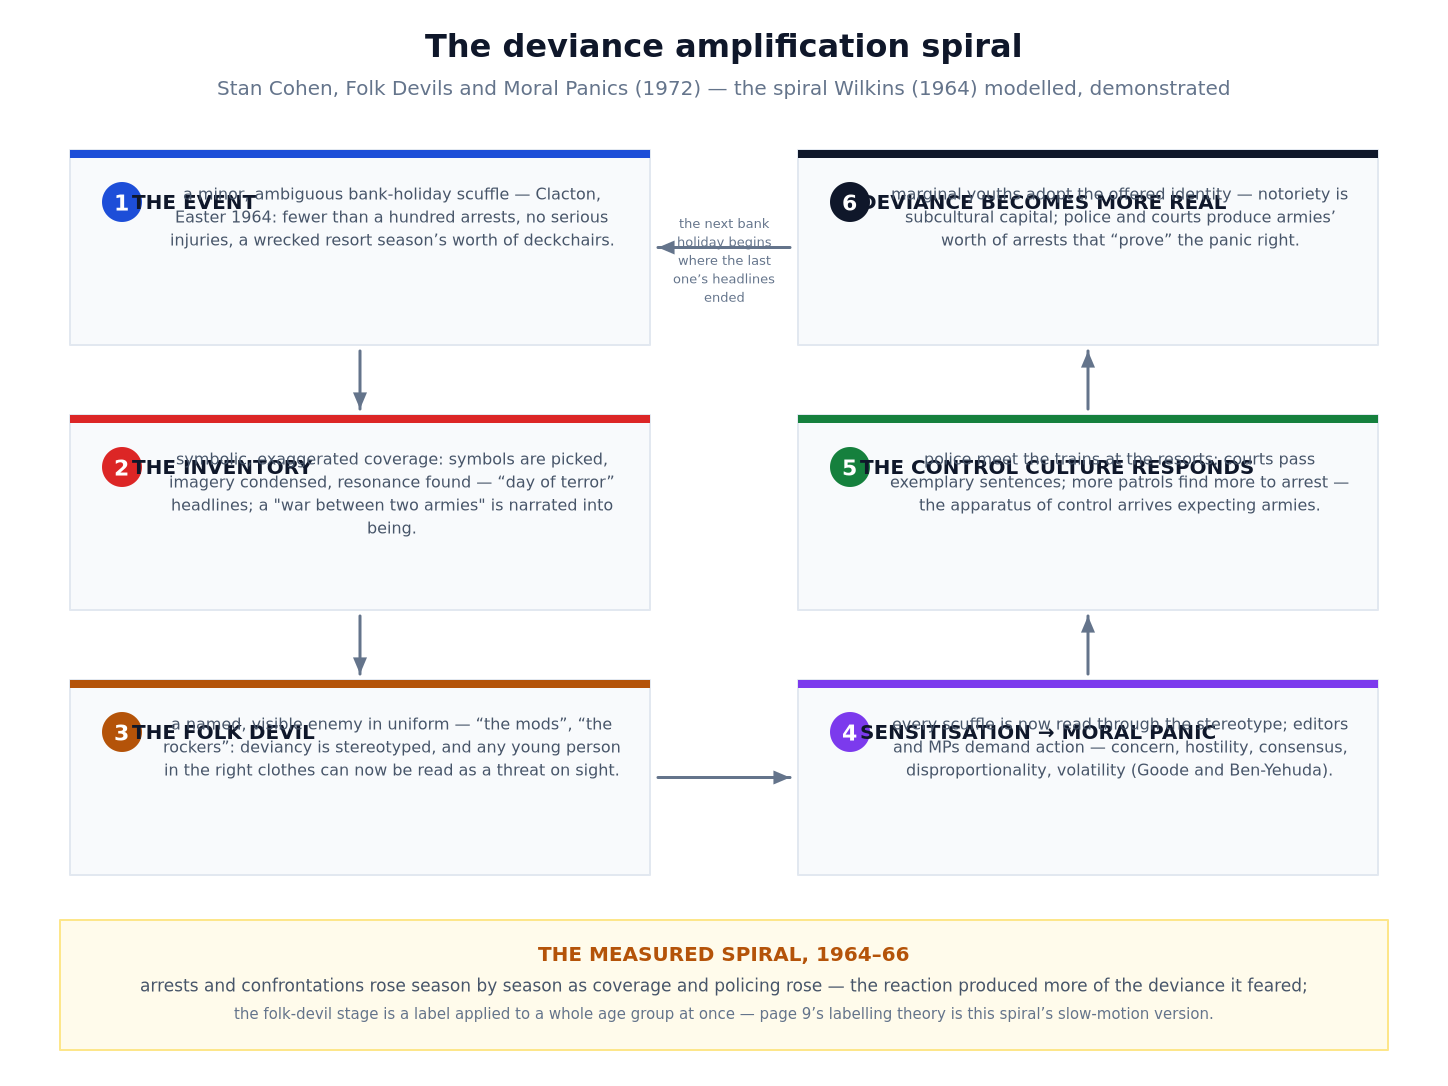 The deviance amplification spiral
Stan Cohen, Folk Devils and Moral Panics (1972) — the spiral Wilkins (1964) modelled, demonstrated
1
THE EVENT
a minor, ambiguous bank-holiday scuffle — Clacton,
Easter 1964: fewer than a hundred arrests, no serious
injuries, a wrecked resort season’s worth of deckchairs.
2
THE INVENTORY
symbolic, exaggerated coverage: symbols are picked,
imagery condensed, resonance found — “day of terror”
headlines; a "war between two armies" is narrated into
being.
3
THE FOLK DEVIL
a named, visible enemy in uniform — “the mods”, “the
rockers”: deviancy is stereotyped, and any young person
in the right clothes can now be read as a threat on sight.
4
SENSITISATION → MORAL PANIC
every scuffle is now read through the stereotype; editors
and MPs demand action — concern, hostility, consensus,
disproportionality, volatility (Goode and Ben-Yehuda).
5
THE CONTROL CULTURE RESPONDS
police meet the trains at the resorts; courts pass
exemplary sentences; more patrols find more to arrest —
the apparatus of control arrives expecting armies.
6
DEVIANCE BECOMES MORE REAL
marginal youths adopt the offered identity — notoriety is
subcultural capital; police and courts produce armies’
worth of arrests that “prove” the panic right.
the next bank
holiday begins
where the last
one’s headlines
ended
THE MEASURED SPIRAL, 1964–66
arrests and confrontations rose season by season as coverage and policing rose — the reaction produced more of the deviance it feared;
the folk-devil stage is a label applied to a whole age group at once — page 9’s labelling theory is this spiral’s slow-motion version.